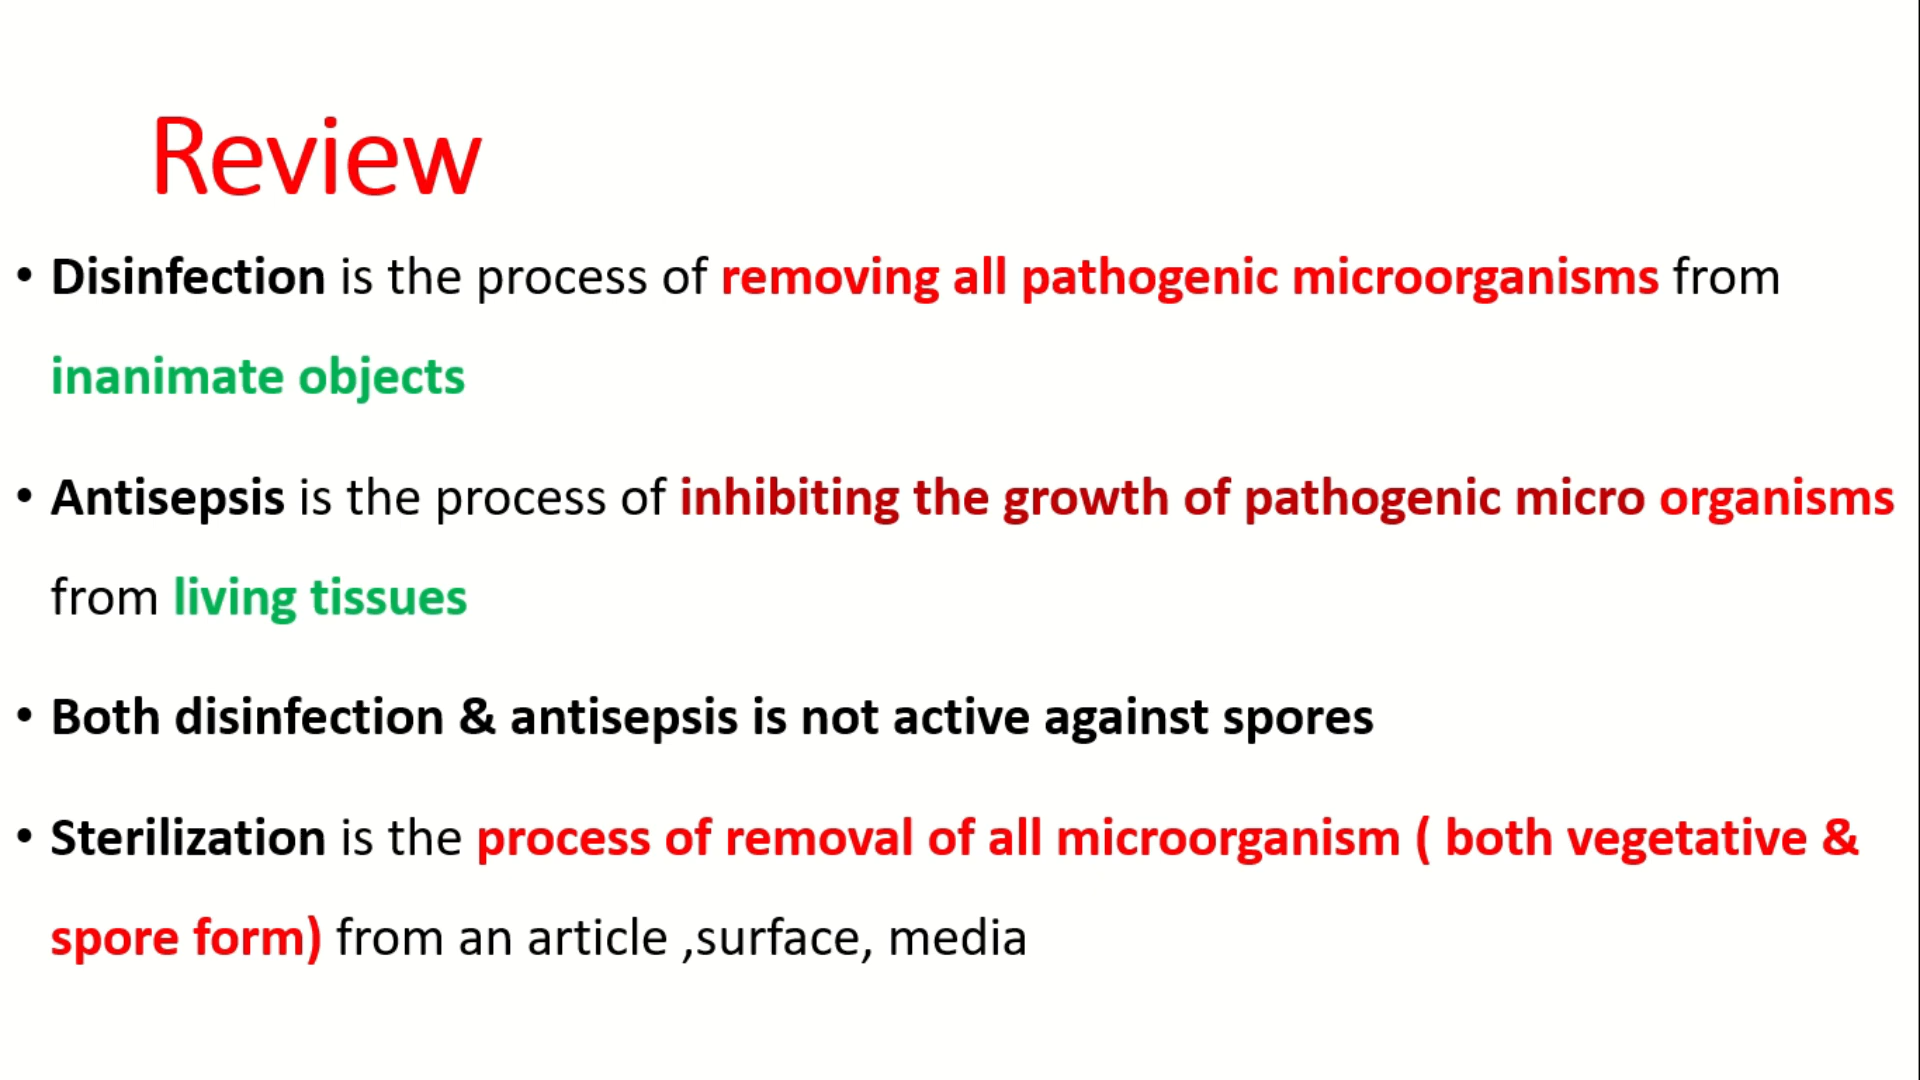 Review
• Disinfection is the process of removing all pathogenic microorganisms from
inanimate objects
• Antisepsis is the process of inhibiting the growth of pathogenic micro organisms
from living tissues
• Both disinfection & antisepsis is not active against spores
• Sterilization is the process of removal of all microorganism ( both vegetative &
spore form) from an article ,surface, media